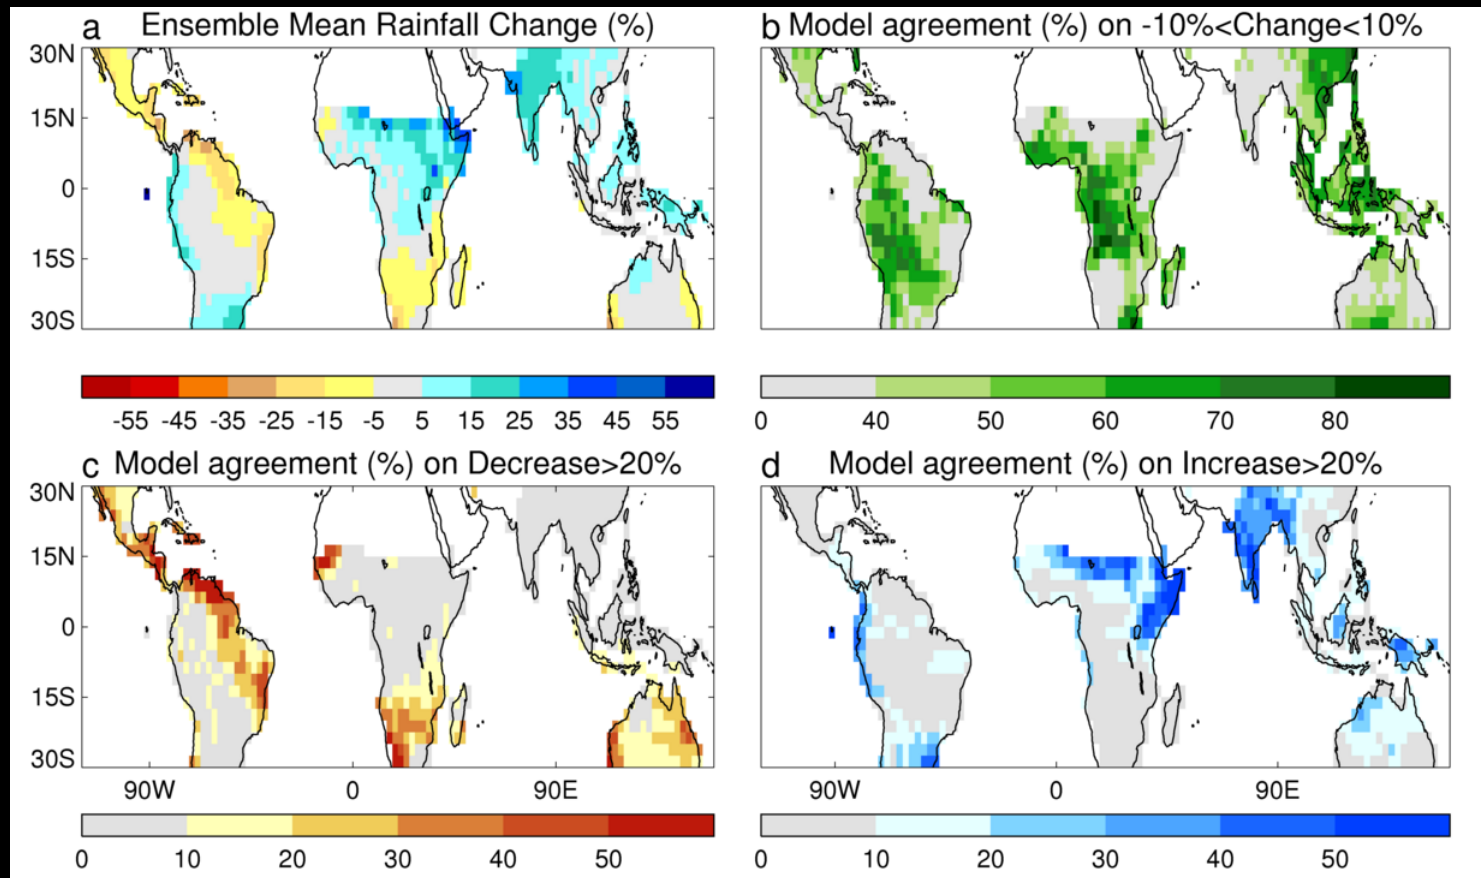 a Ensemble Mean Rainfall Change (%)
b Model agreement (%) on -10%<Change<10%
30N
15N
0
15S
30S
-55 -45 -35 -25 -15 -5 5 15 25 35 45 55
0 40 50 60 70 80
c Model agreement (%) on Decrease>20%
d Model agreement (%) on Increase>20%
30N
15N
0
15S
30S
90W 0 90E
90W 0 90E
0 10 20 30 40 50
0 10 20 30 40 50